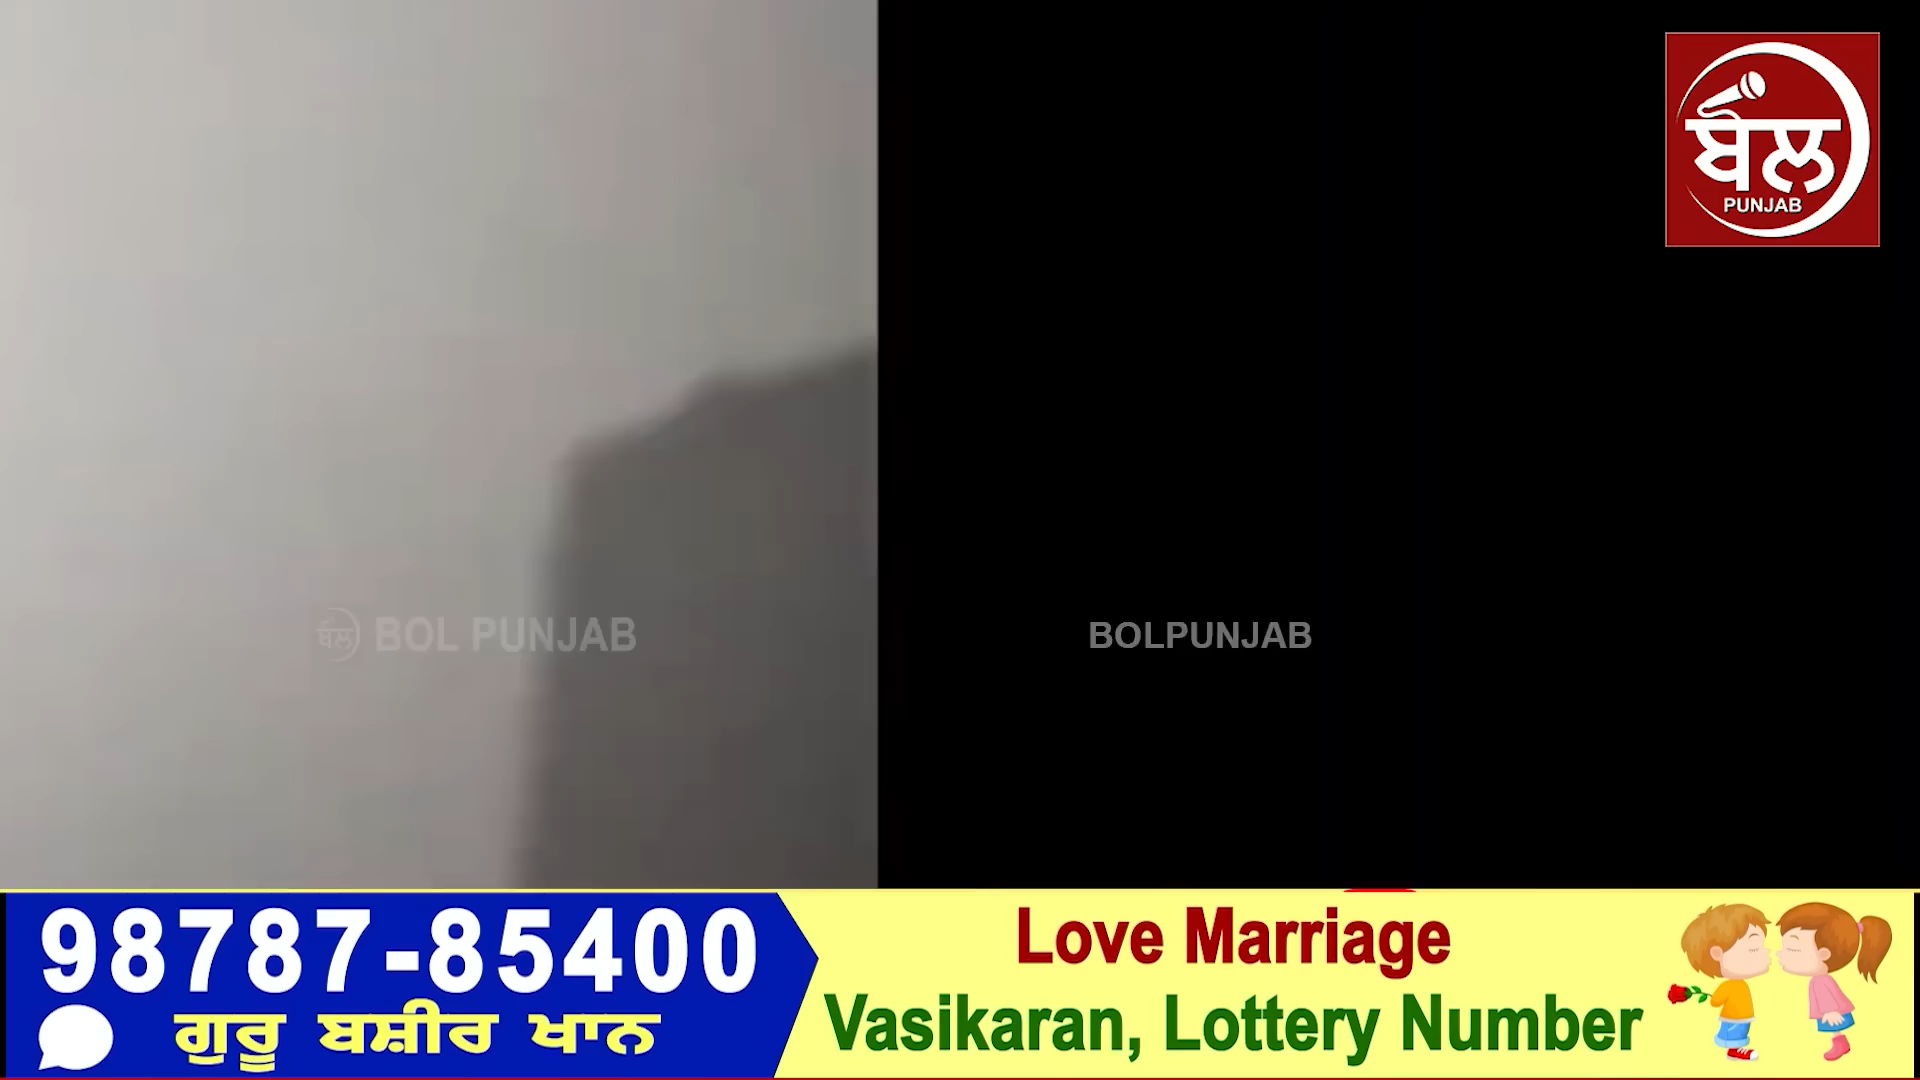 ਬੋਲ
PUNJAB
ਬੋਲ BOL PUNJAB
BOLPUNJAB
98787-85400
ਗੁਰੂ ਬਸ਼ੀਰ ਖਾਨ
Love Marriage
Vasikaran, Lottery Number